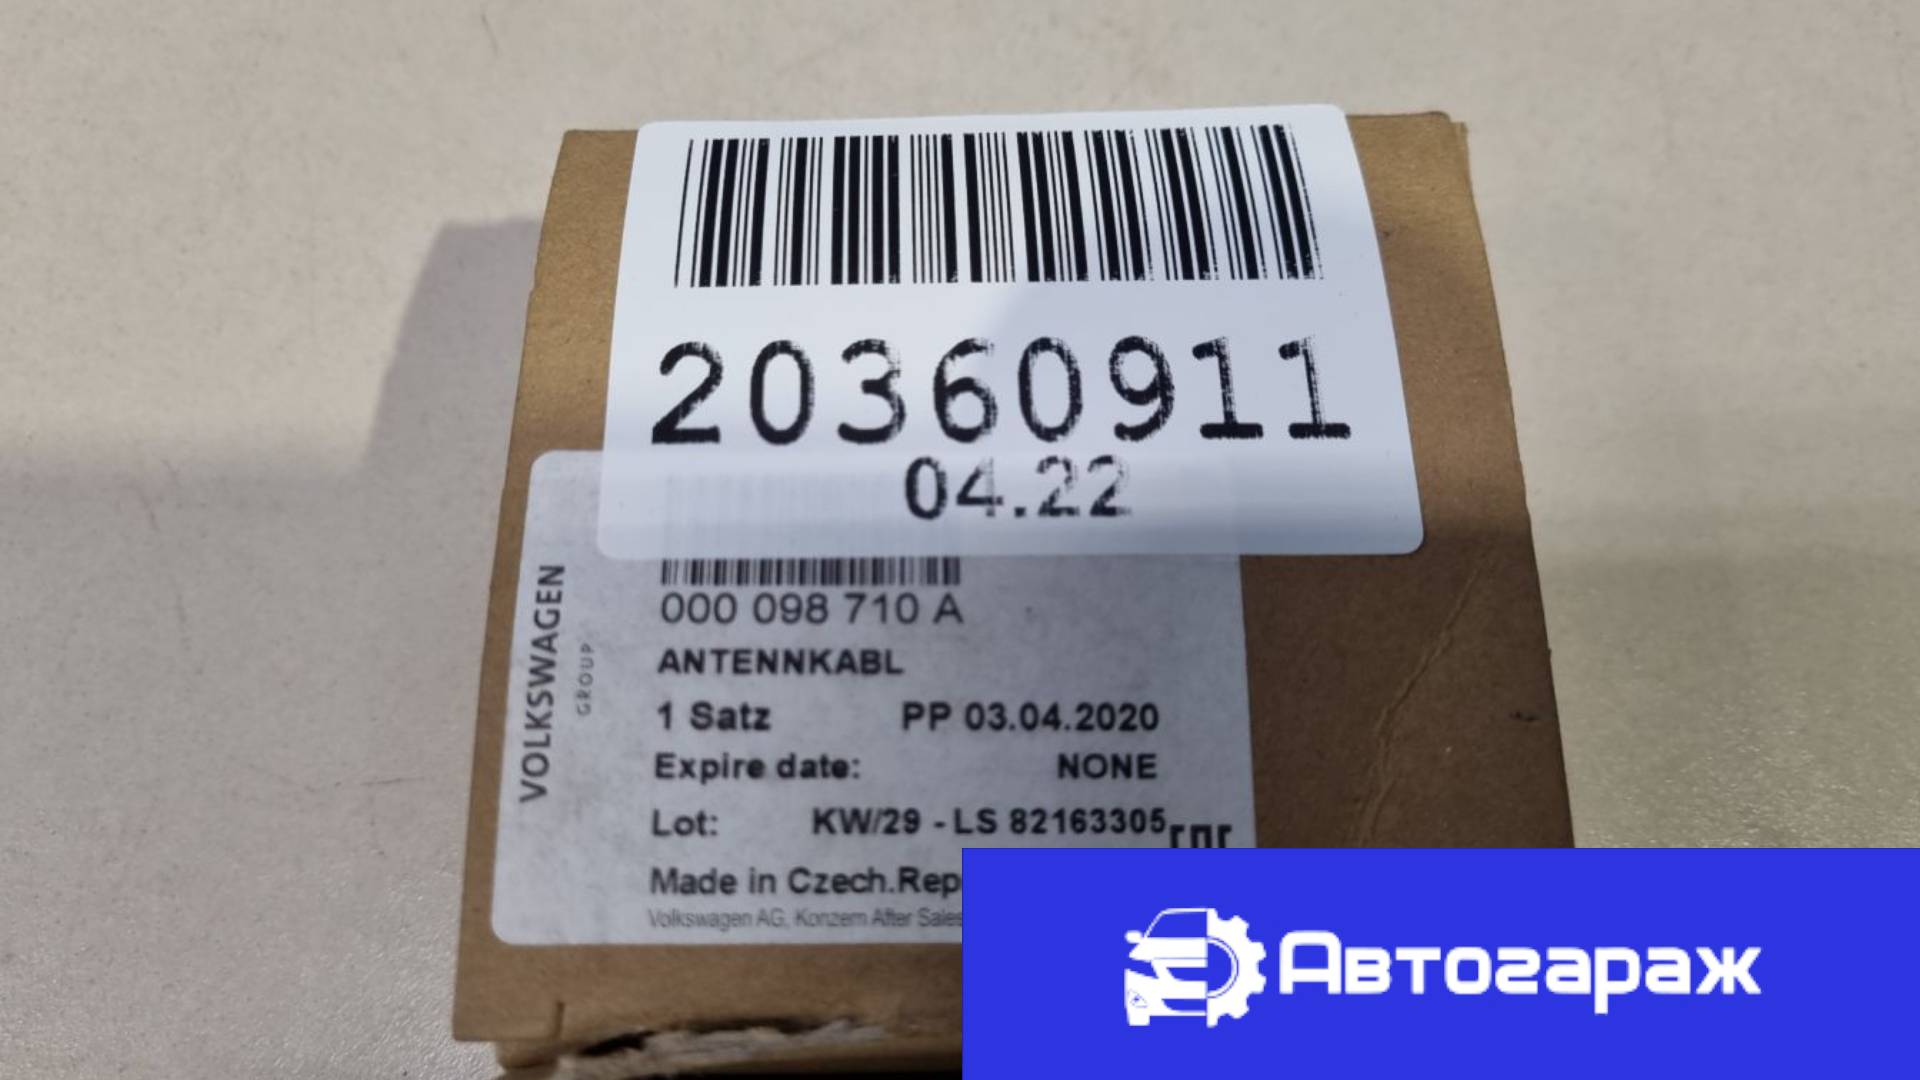 20360911
04.22
VOLKSWAGEN
GROUP
000 098 710 A
ANTENNKABL
1 Satz PP 03.04.2020
Expire date: NONE
Lot: KW/29 - LS 82163305
Made in Czech.Rep
Volkswagen AG, Konzern After Sales
Автогараж